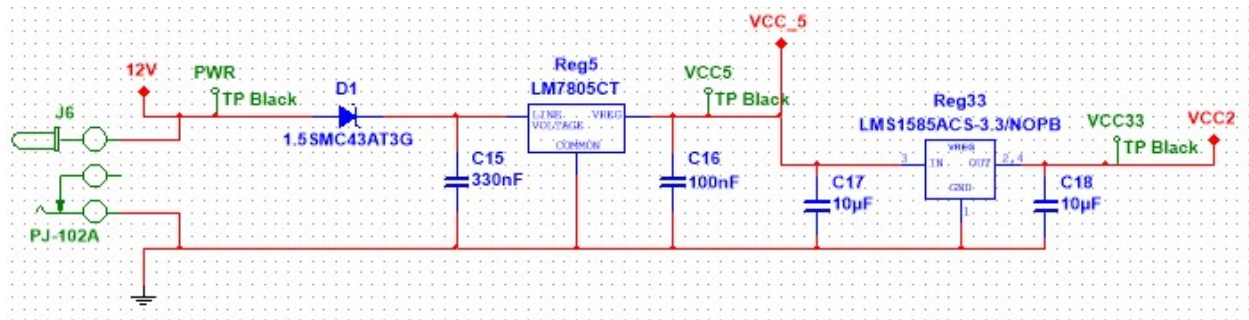 VCC_5
12V
PWR
TP Black
D1
1.5SMC43AT3G
Reg5
LM7805CT
LINE VREG
VOLTAGE
COMMON
VCC5
TP Black
Reg33
LMS1585ACS-3.3/NOPB
VREG
3
IN OUT
2,4
GND
1
VCC33
TP Black
VCC2
J6
PJ-102A
C15
330nF
C16
100nF
C17
10µF
C18
10µF